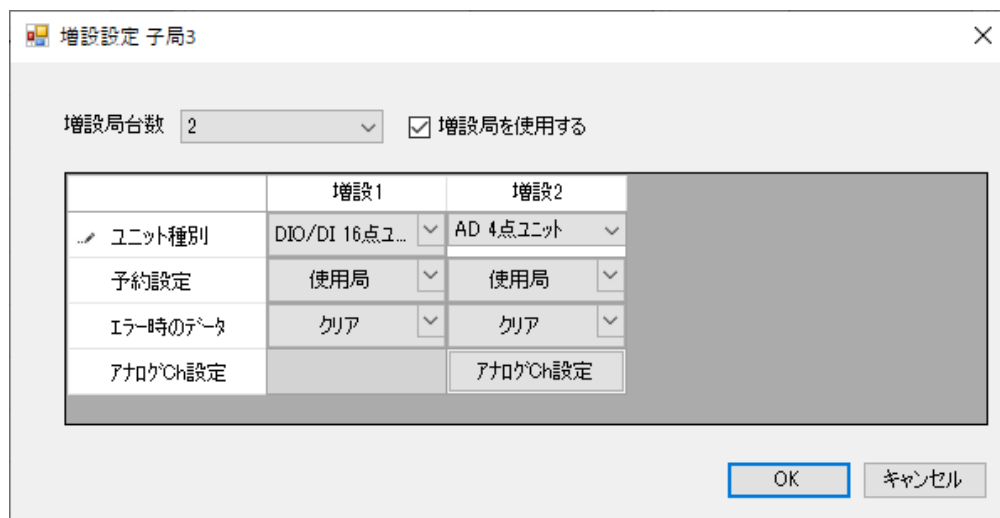 増設設定 子局3
増設局台数 2 増設局を使用する
増設1 増設2
ユニット種別 DIO/DI 16点ユ... AD 4点ユニット
予約設定 使用局 使用局
エラー時のデータ クリア クリア
アナログCh設定 アナログCh設定
OK キャンセル